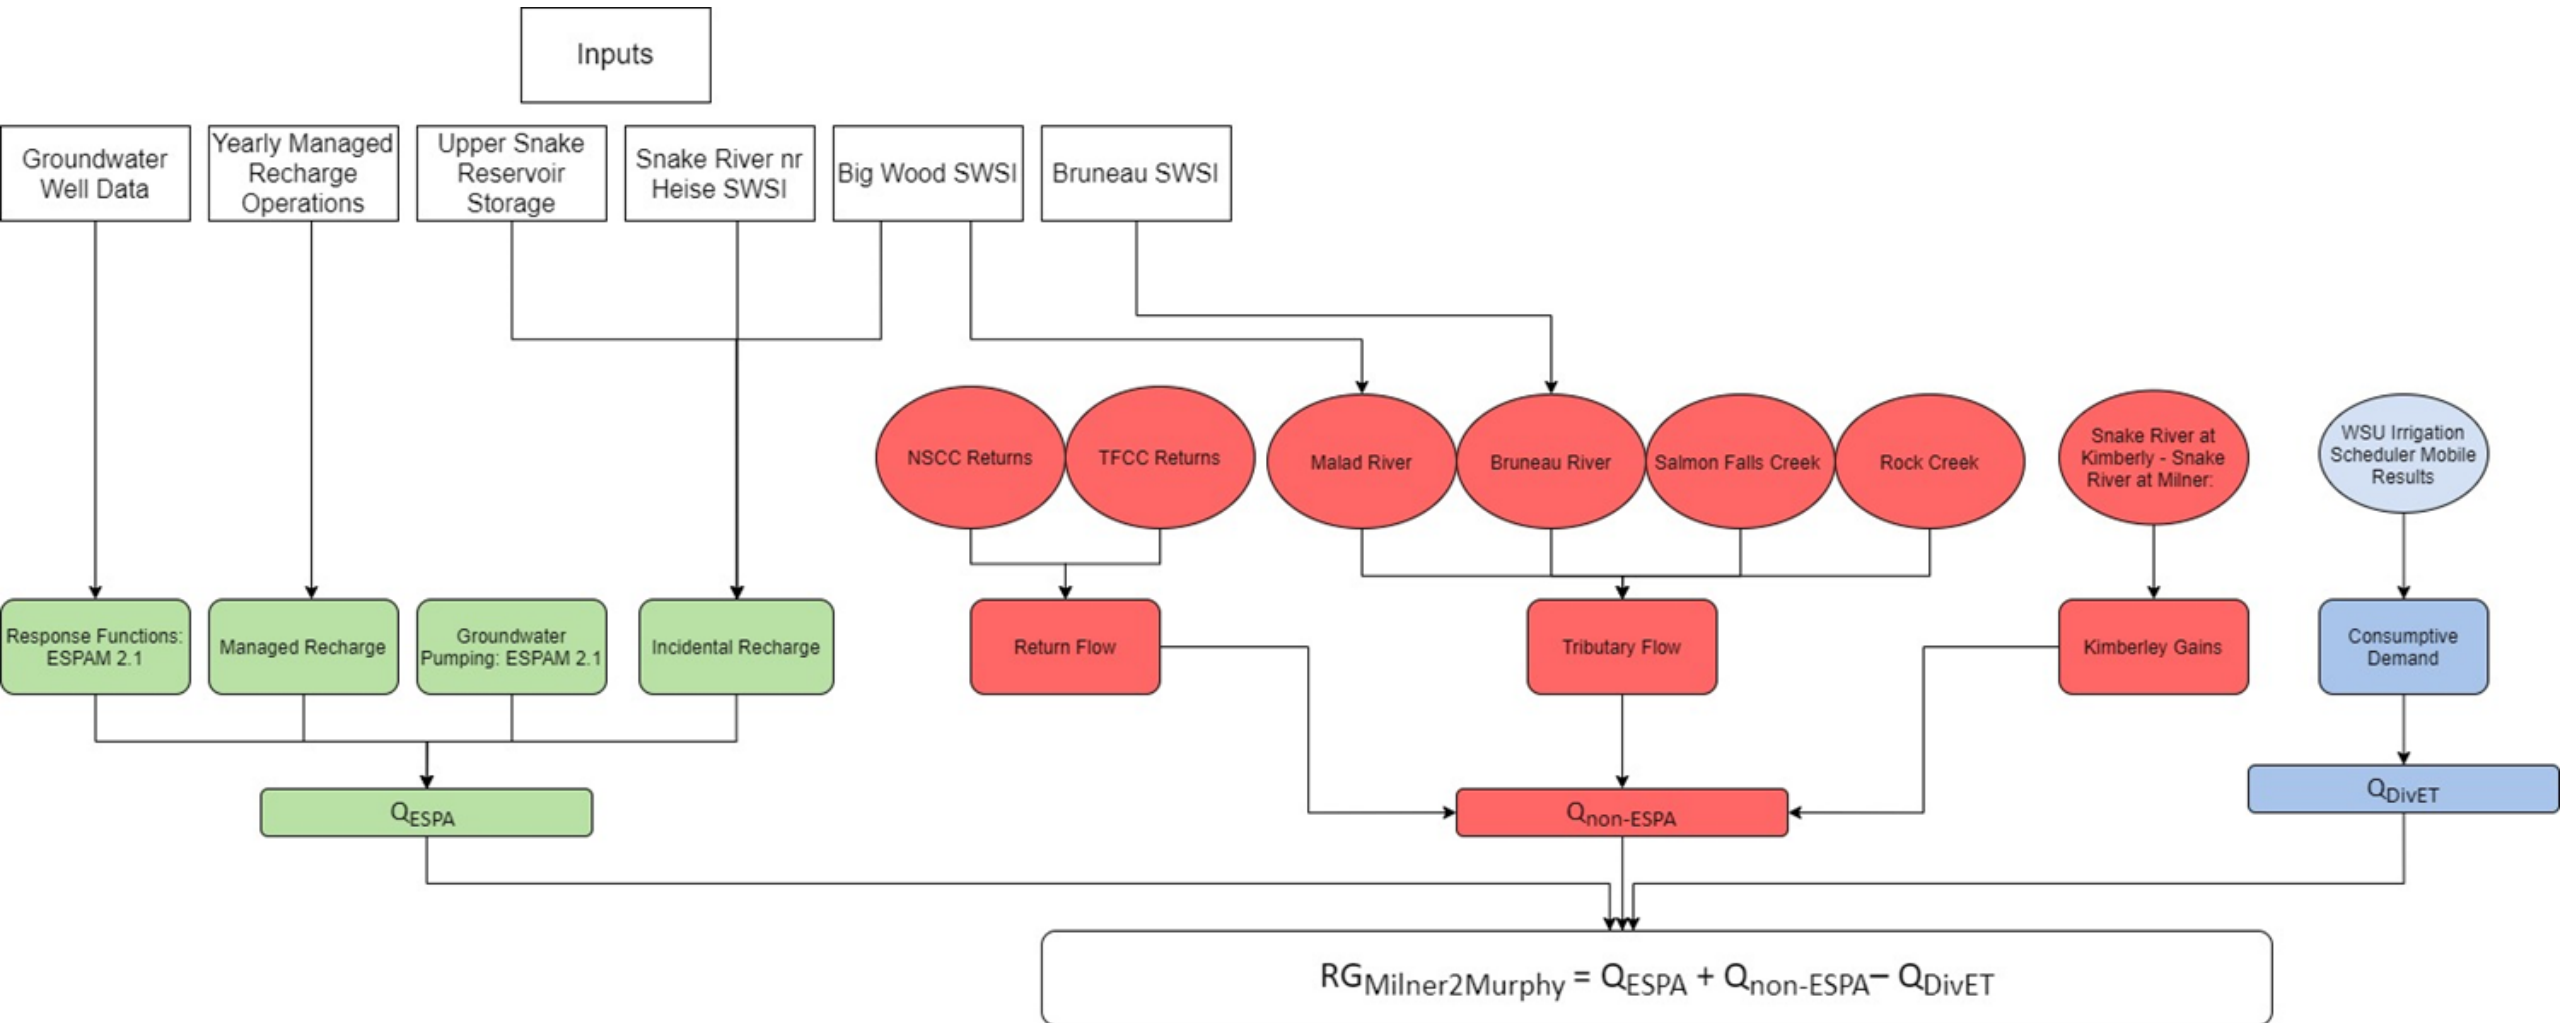 Inputs
Groundwater
Well Data
Yearly Managed
Recharge
Operations
Upper Snake
Reservoir
Storage
Snake River nr
Heise SWSI
Big Wood SWSI
Bruneau SWSI
NSCC Returns
TFCC Returns
Malad River
Bruneau River
Salmon Falls Creek
Rock Creek
Snake River at
Kimberly - Snake
River at Milner:
WSU Irrigation
Scheduler Mobile
Results
Response Functions:
ESPAM 2.1
Managed Recharge
Groundwater
Pumping: ESPAM 2.1
Incidental Recharge
Return Flow
Tributary Flow
Kimberley Gains
Consumptive
Demand
QESPA
Qnon-ESPA
QDivET
RGMilner2Murphy = QESPA + Qnon-ESPA– QDivET